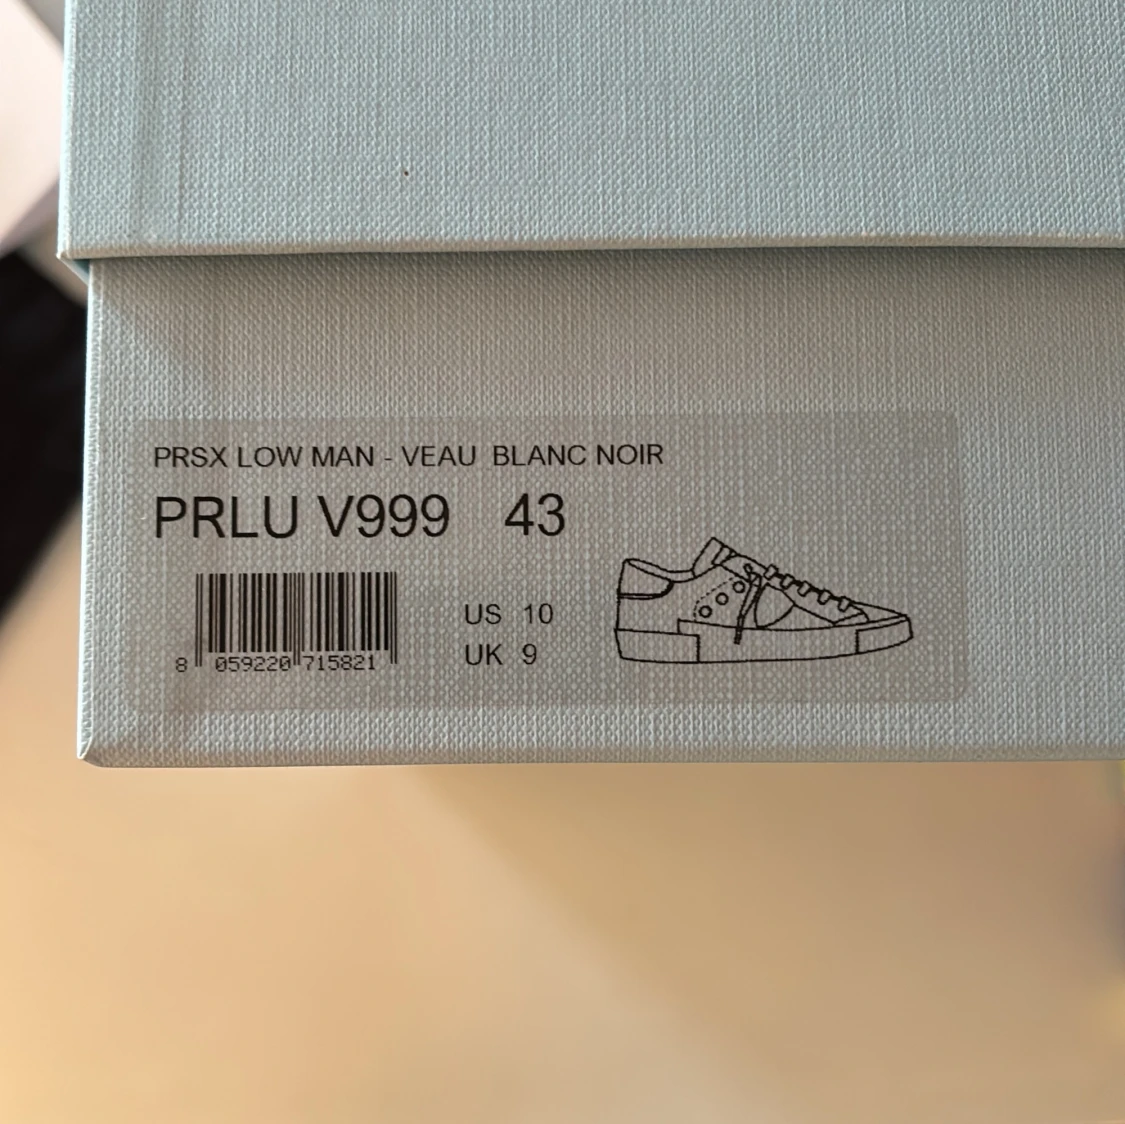 PRSX LOW MAN - VEAU BLANC NOIR
PRLU V999 43
US 10
UK 9
8 059220 715821